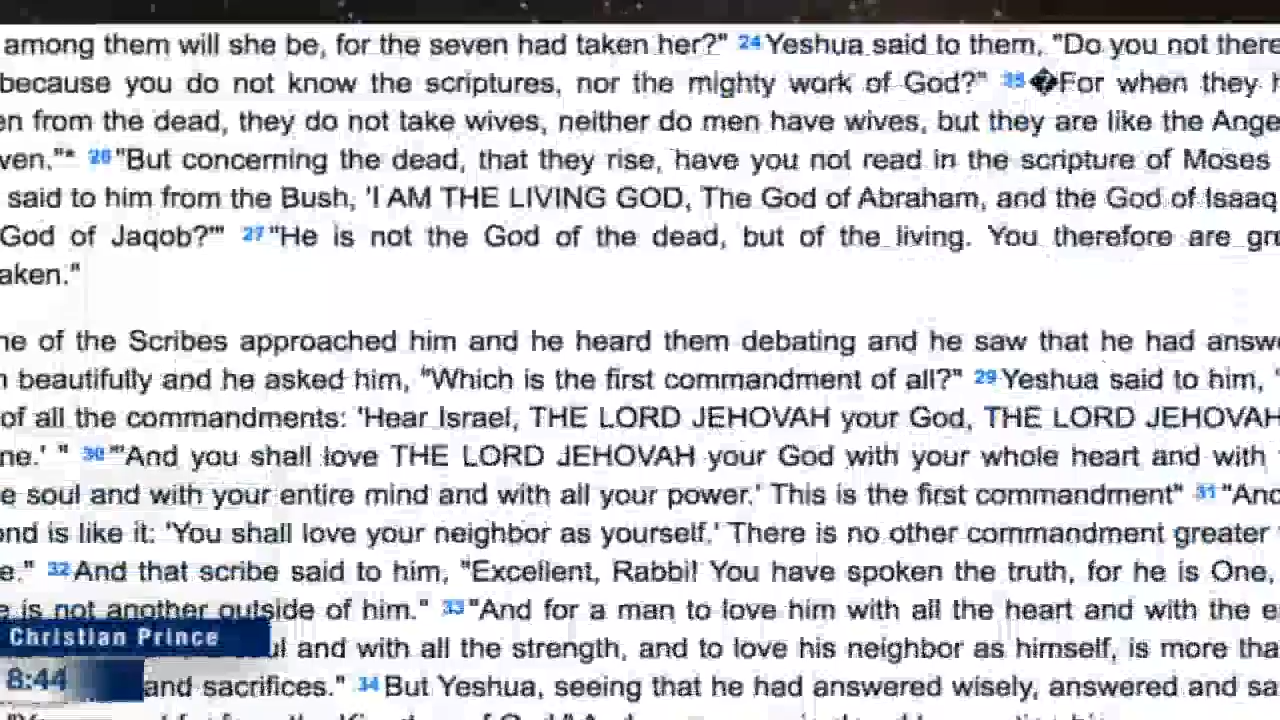 among them will she be, for the seven had taken her?" 24 Yeshua said to them, "Do you not there
because you do not know the scriptures, nor the mighty work of God?" 25 �For when they
en from the dead, they do not take wives, neither do men have wives, but they are like the Ange
ven."* 26 "But concerning the dead, that they rise, have you not read in the scripture of Moses
said to him from the Bush, 'I AM THE LIVING GOD, The God of Abraham, and the God of Isaaq
God of Jaqob?'" 27 "He is not the God of the dead, but of the living. You therefore are gr
aken."
ne of the Scribes approached him and he heard them debating and he saw that he had answ
beautifully and he asked him, "Which is the first commandment of all?" 29 Yeshua said to him,
of all the commandments: 'Hear Israel, THE LORD JEHOVAH your God, THE LORD JEHOVAH
ne.' " 30 "'And you shall love THE LORD JEHOVAH your God with your whole heart and with
e soul and with your entire mind and with all your power.' This is the first commandment" 31 "And
ond is like it: 'You shall love your neighbor as yourself.' There is no other commandment greater
e." 32 And that scribe said to him, "Excellent, Rabbi! You have spoken the truth, for he is One,
e is not another outside of him." 33 "And for a man to love him with all the heart and with the e
Christian Prince
ul and with all the strength, and to love his neighbor as himself, is more tha
8:44
and sacrifices." 34 But Yeshua, seeing that he had answered wisely, answered and sa